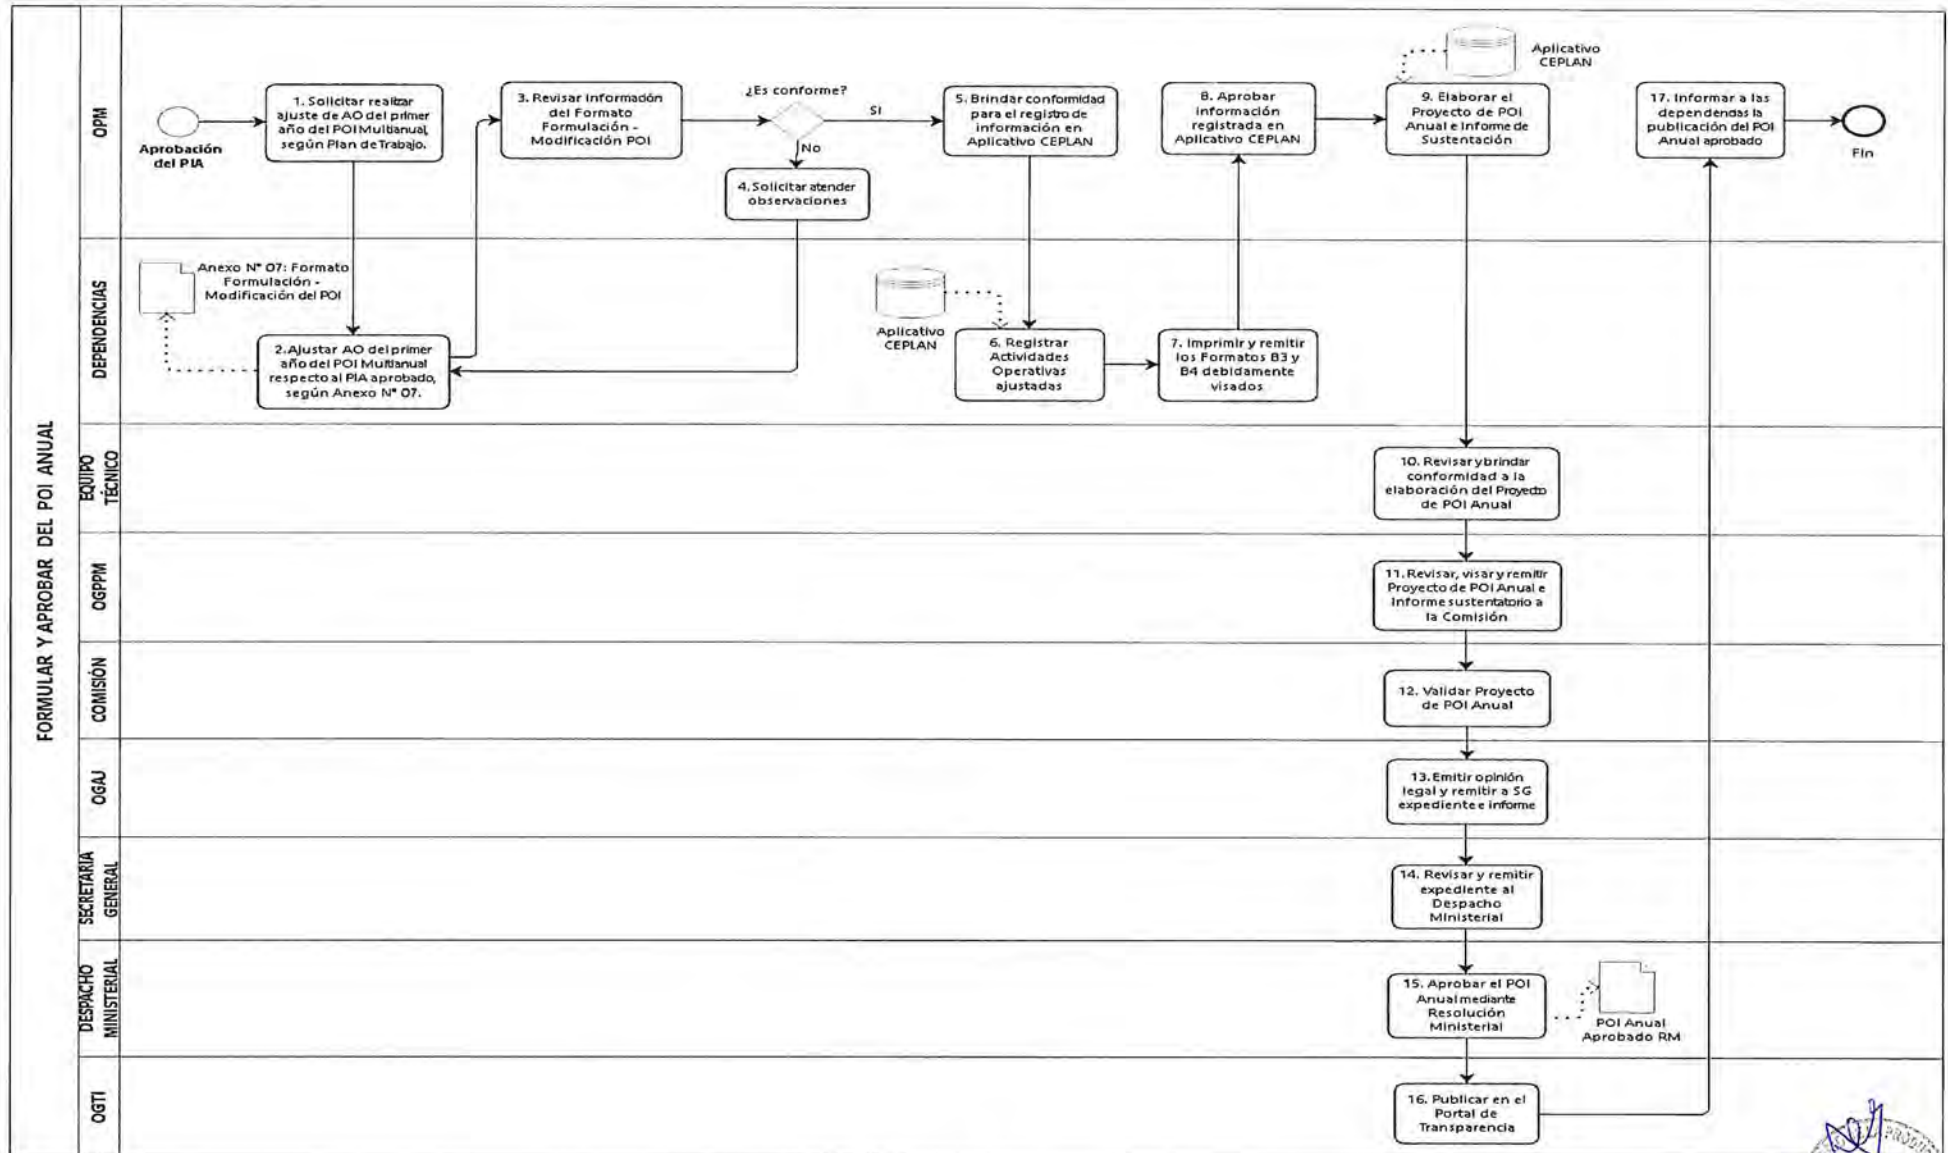 FORMULAR Y APROBAR DEL POI ANUAL
OPM
Aprobación
del PIA
1. Solicitar realizar
ajuste de AO del primer
año del POI Multianual,
según Plan de Trabajo.
3. Revisar Información
del Formato
Formulación -
Modificación POI
¿Es conforme?
SI
No
4. Solicitar atender
observaciones
5. Brindar conformidad
para el registro de
información en
Aplicativo CEPLAN
8. Aprobar
información
registrada en
Aplicativo CEPLAN
Aplicativo
CEPLAN
9. Elaborar el
Proyecto de POI
Anual e Informe de
Sustentación
17. Informar a las
dependencias la
publicación del POI
Anual aprobado
Fin
DEPENDENCIAS
Anexo N° 07: Formato
Formulación -
Modificación del POI
2. Ajustar AO del primer
año del POI Multianual
respecto al PIA aprobado,
según Anexo N° 07.
Aplicativo
CEPLAN
6. Registrar
Actividades
Operativas
ajustadas
7. Imprimir y remitir
los Formatos B3 y
B4 debidamente
visados
EQUIPO
TÉCNICO
10. Revisar y brindar
conformidad a la
elaboración del Proyecto
de POI Anual
OGPPM
11. Revisar, visar y remitir
Proyecto de POI Anual e
Informe sustentatorio a
la Comisión
COMISIÓN
12. Validar Proyecto
de POI Anual
OGAJ
13. Emitir opinión
legal y remitir a SG
expediente e informe
SECRETARIA
GENERAL
14. Revisar y remitir
expediente al
Despacho
Ministerial
DESPACHO
MINISTERIAL
15. Aprobar el POI
Anual mediante
Resolución
Ministerial
POI Anual
Aprobado RM
OGTI
16. Publicar en el
Portal de
Transparencia